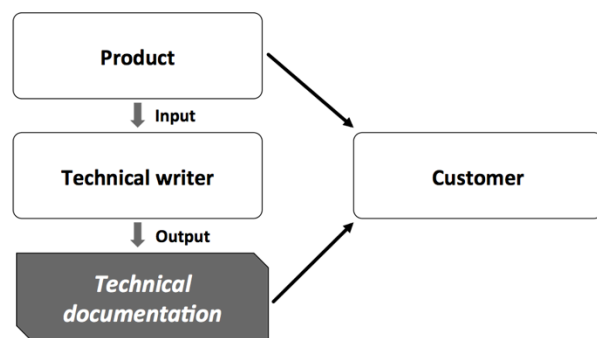 Product
Input
Technical writer
Customer
Output
Technical
documentation